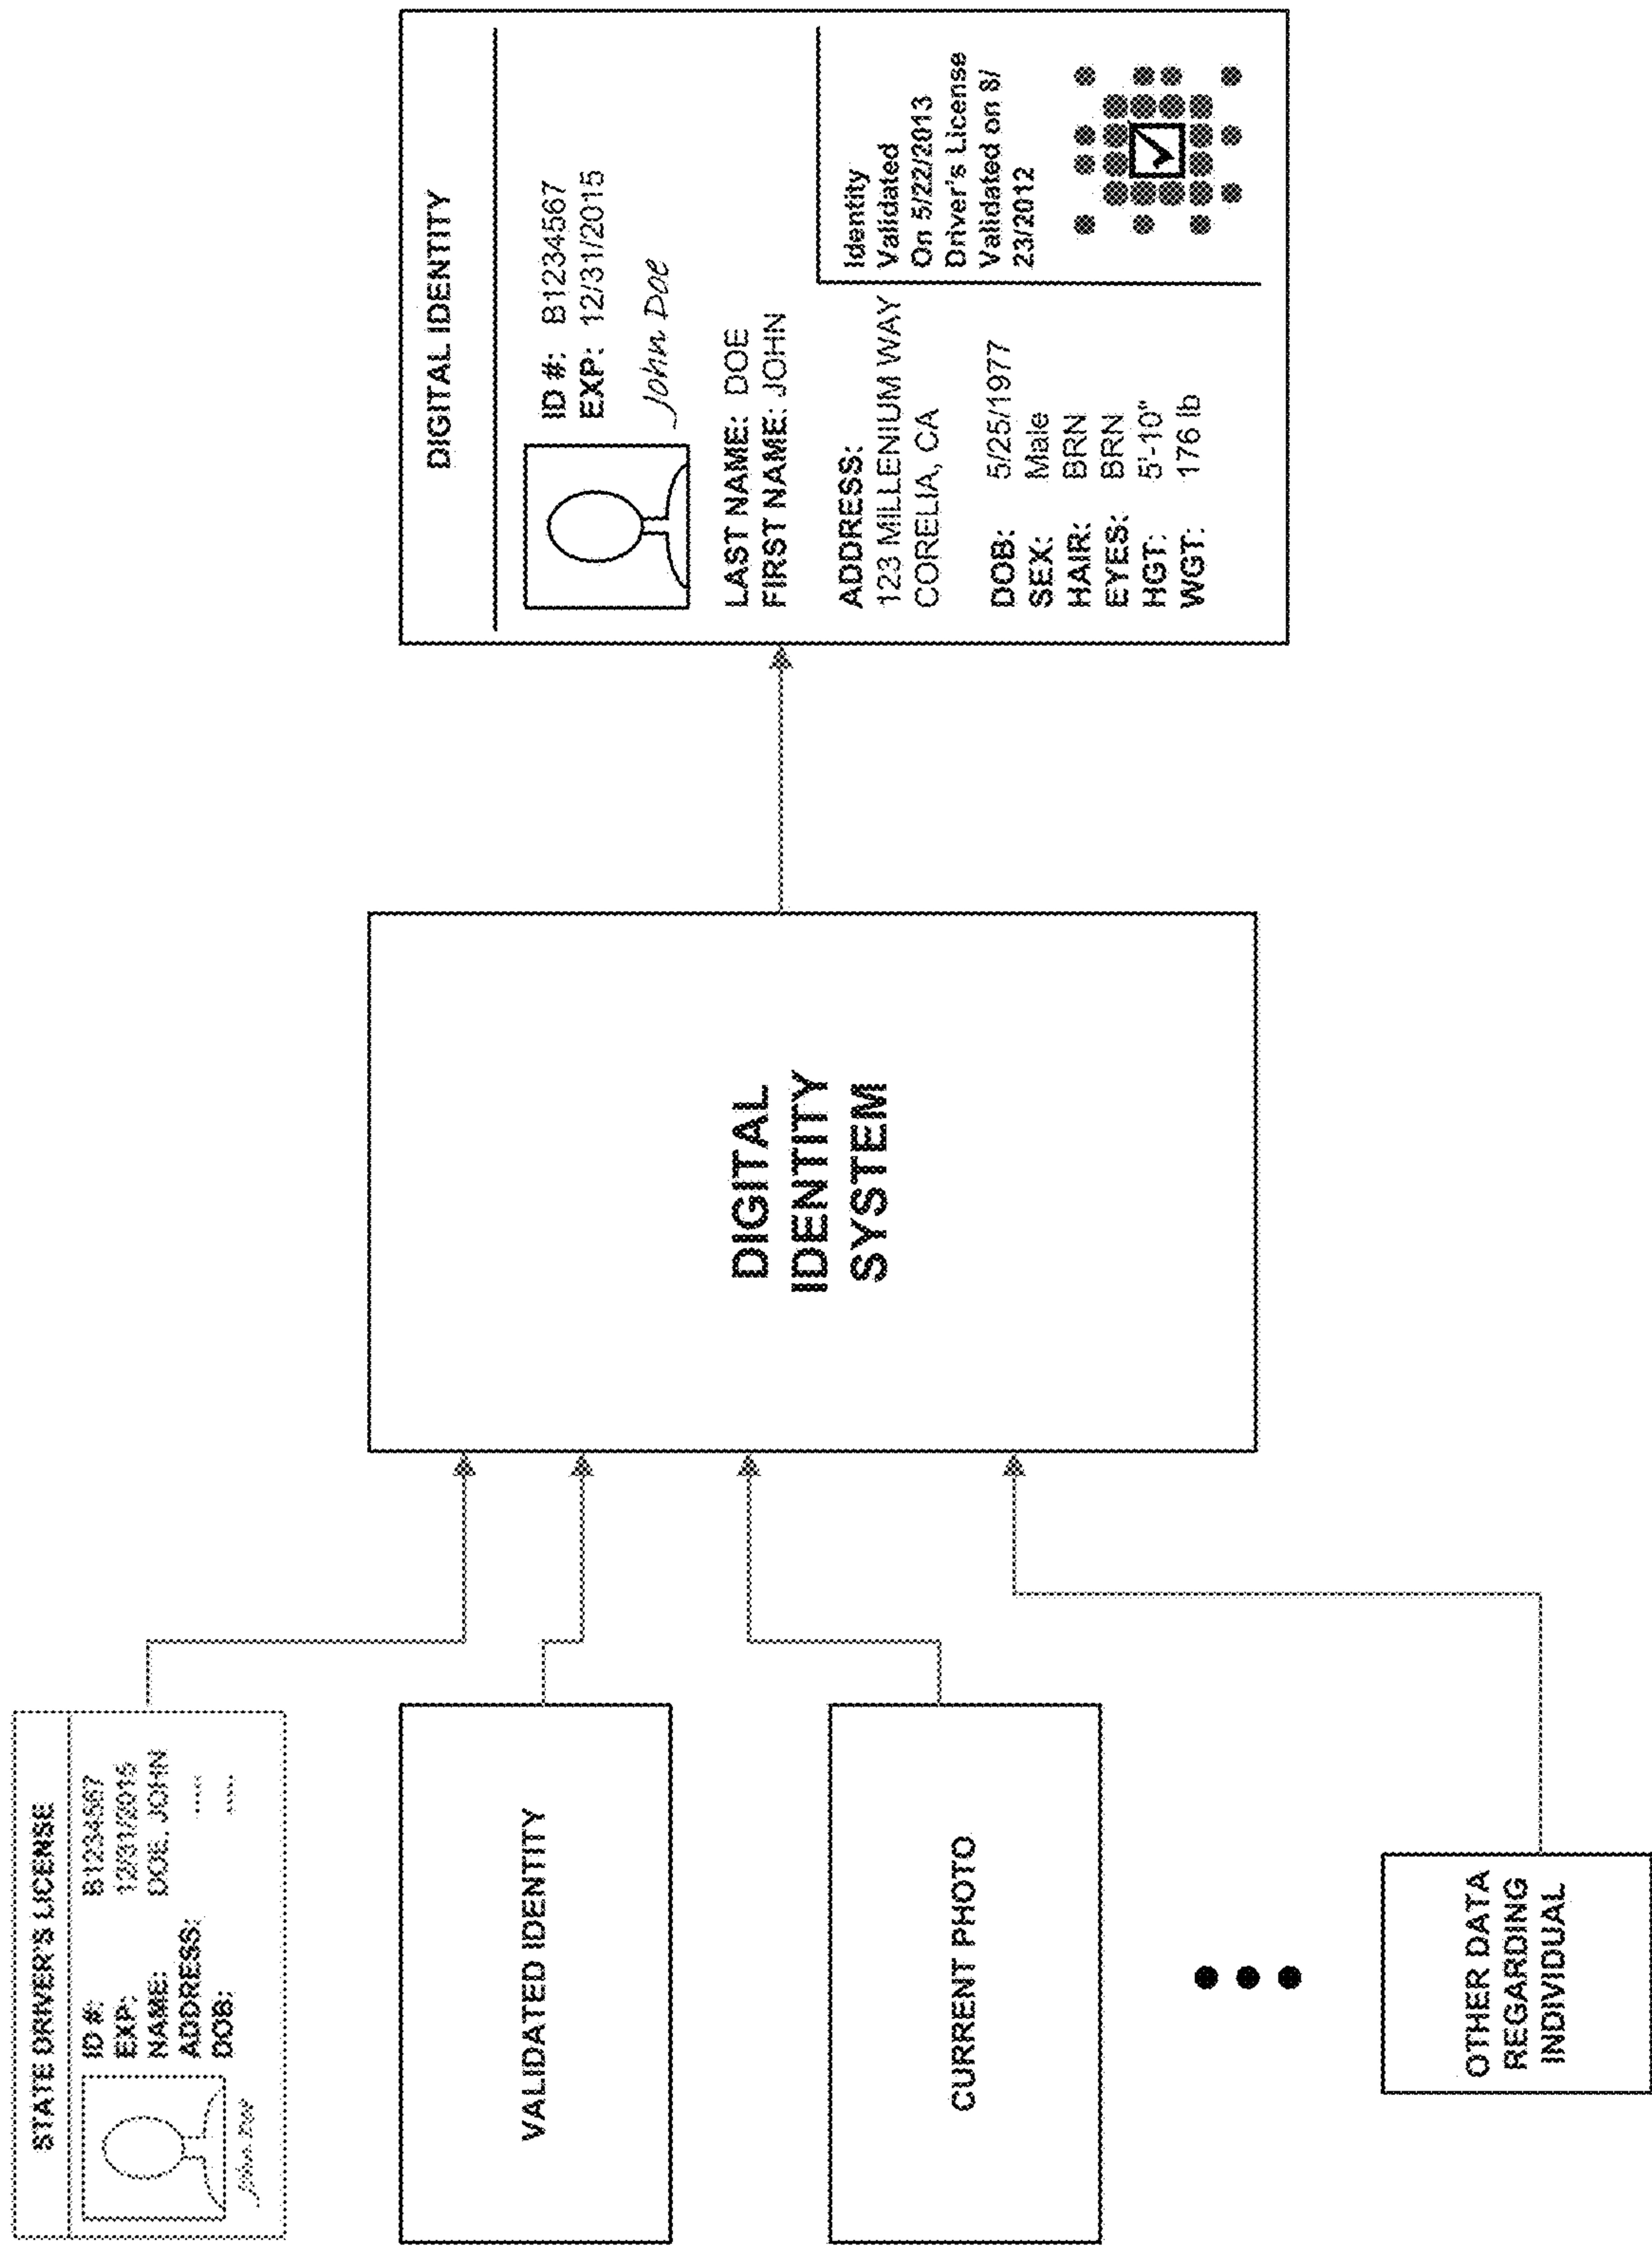 STATE DRIVER'S LICENSE
ID #: B1234567
EXP: 12/31/2015
NAME: DOE, JOHN
ADDRESS: ....
DOB: ....
John Doe
VALIDATED IDENTITY
CURRENT PHOTO
OTHER DATA
REGARDING
INDIVIDUAL
DIGITAL
IDENTITY
SYSTEM
DIGITAL IDENTITY
ID #: B1234567
EXP: 12/31/2015
John Doe
LAST NAME: DOE
FIRST NAME: JOHN
ADDRESS:
123 MILLENIUM WAY
CORELIA, CA
DOB: 5/25/1977
SEX: Male
HAIR: BRN
EYES: BRN
HGT: 5'-10"
WGT: 176 lb
Identity
Validated
On 5/22/2013
Driver's License
Validated on 8/
23/2012